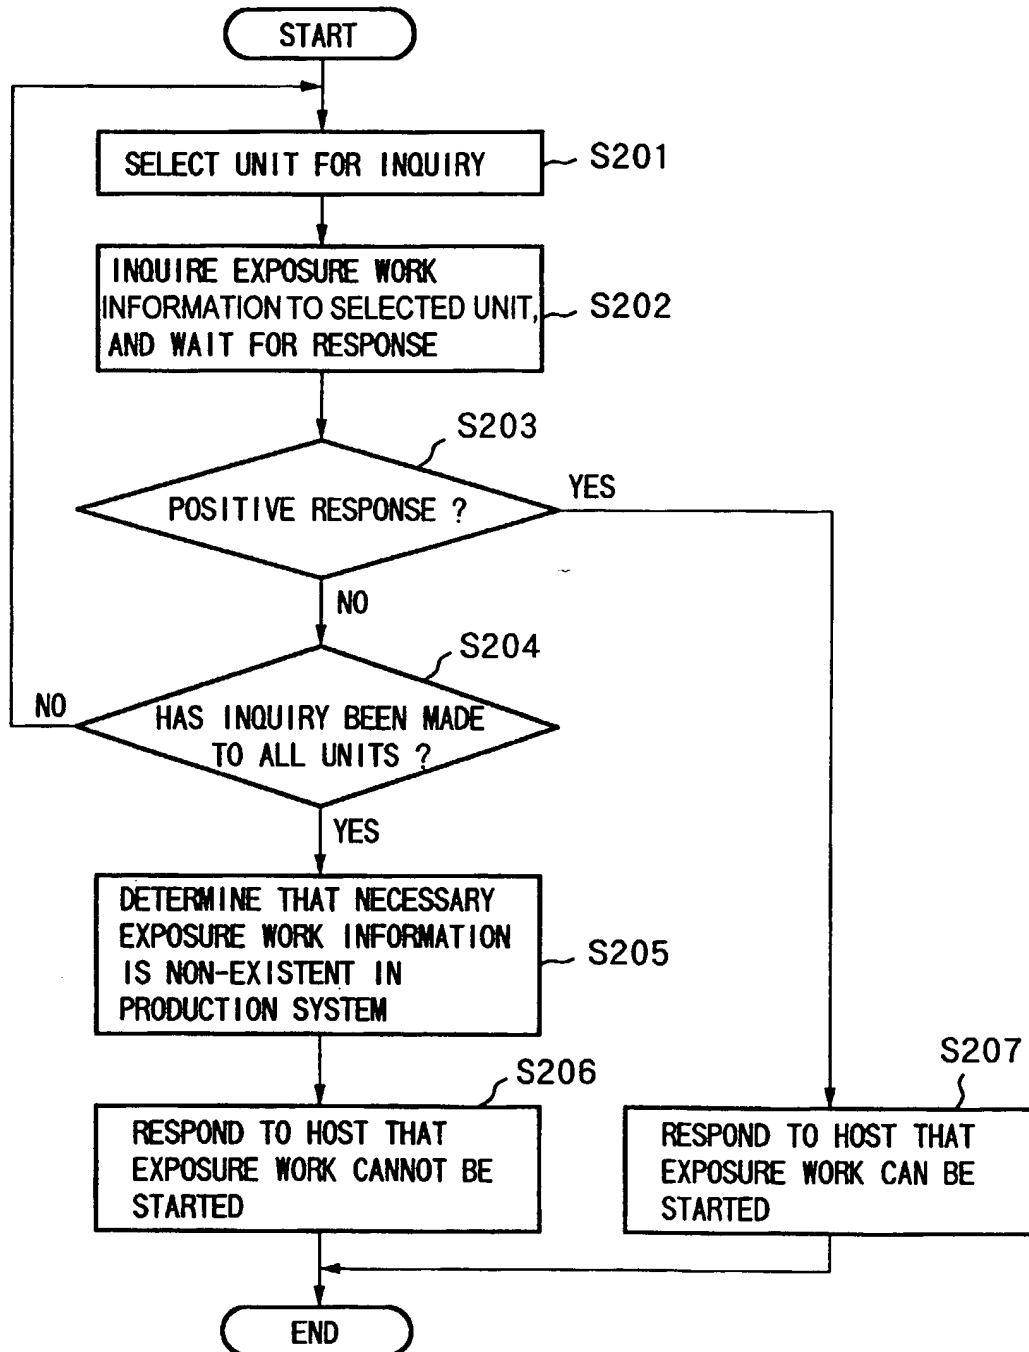 START
SELECT UNIT FOR INQUIRY
S201
INQUIRE EXPOSURE WORK
INFORMATION TO SELECTED UNIT,
AND WAIT FOR RESPONSE
S202
S203
POSITIVE RESPONSE ?
YES
NO
S204
NO
HAS INQUIRY BEEN MADE
TO ALL UNITS ?
YES
DETERMINE THAT NECESSARY
EXPOSURE WORK INFORMATION
IS NON-EXISTENT IN
PRODUCTION SYSTEM
S205
S206
RESPOND TO HOST THAT
EXPOSURE WORK CANNOT BE
STARTED
S207
RESPOND TO HOST THAT
EXPOSURE WORK CAN BE
STARTED
END